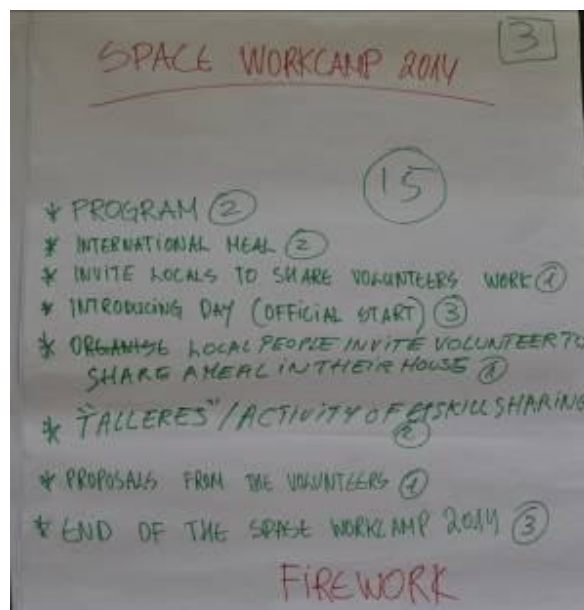 3
SPACE WORKCAMP 2014
15
* PROGRAM 2
* INTERNATIONAL MEAL 2
* INVITE LOCALS TO SHARE VOLUNTEERS WORK 1
* INTRODUCING DAY (OFFICIAL START) 3
* ORGANISE LOCAL PEOPLE INVITE VOLUNTEER TO
SHARE A MEAL IN THEIR HOUSE 1
* "TALLERES"/ACTIVITY OF SKILL SHARING
2
* PROPOSALS FROM THE VOLUNTEERS 1
* END OF THE SPASE WORKCAMP 2014 3
FIREWORK